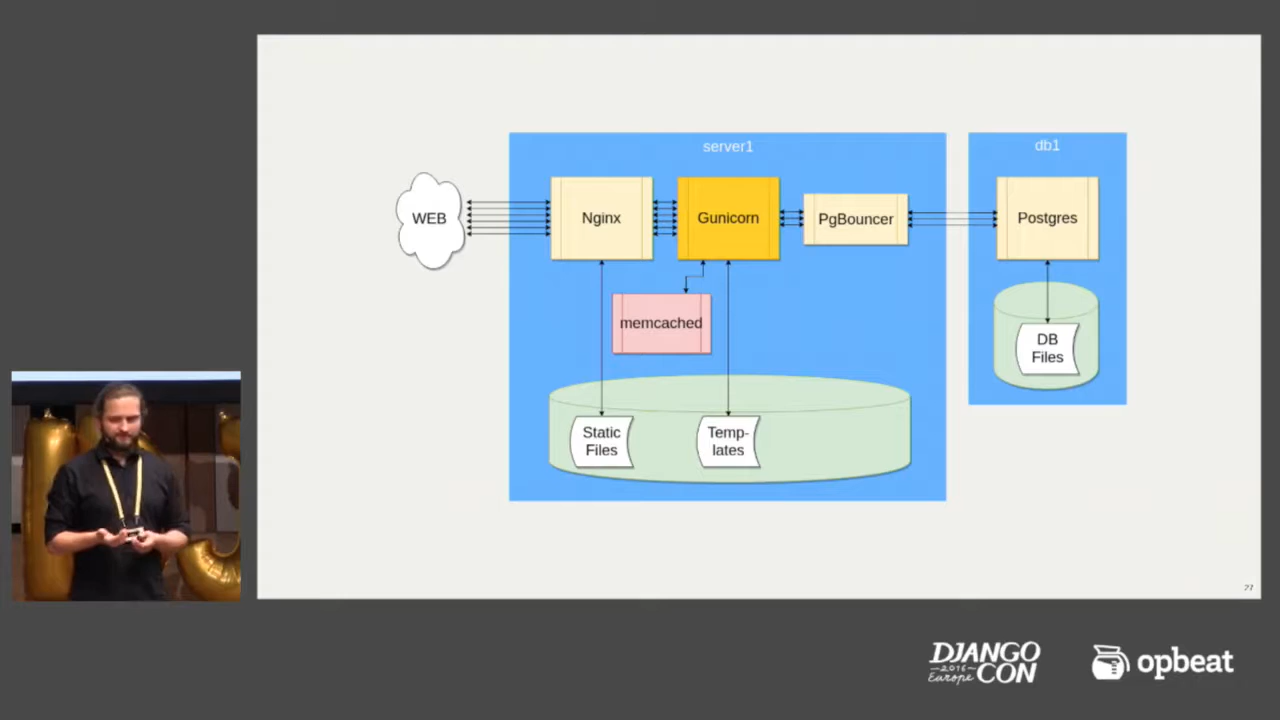 server1
db1
WEB
Nginx
Gunicorn
PgBouncer
Postgres
memcached
DB
Files
Static
Files
Temp-
lates
27
DJANGO
2016
Europe
CON
opbeat